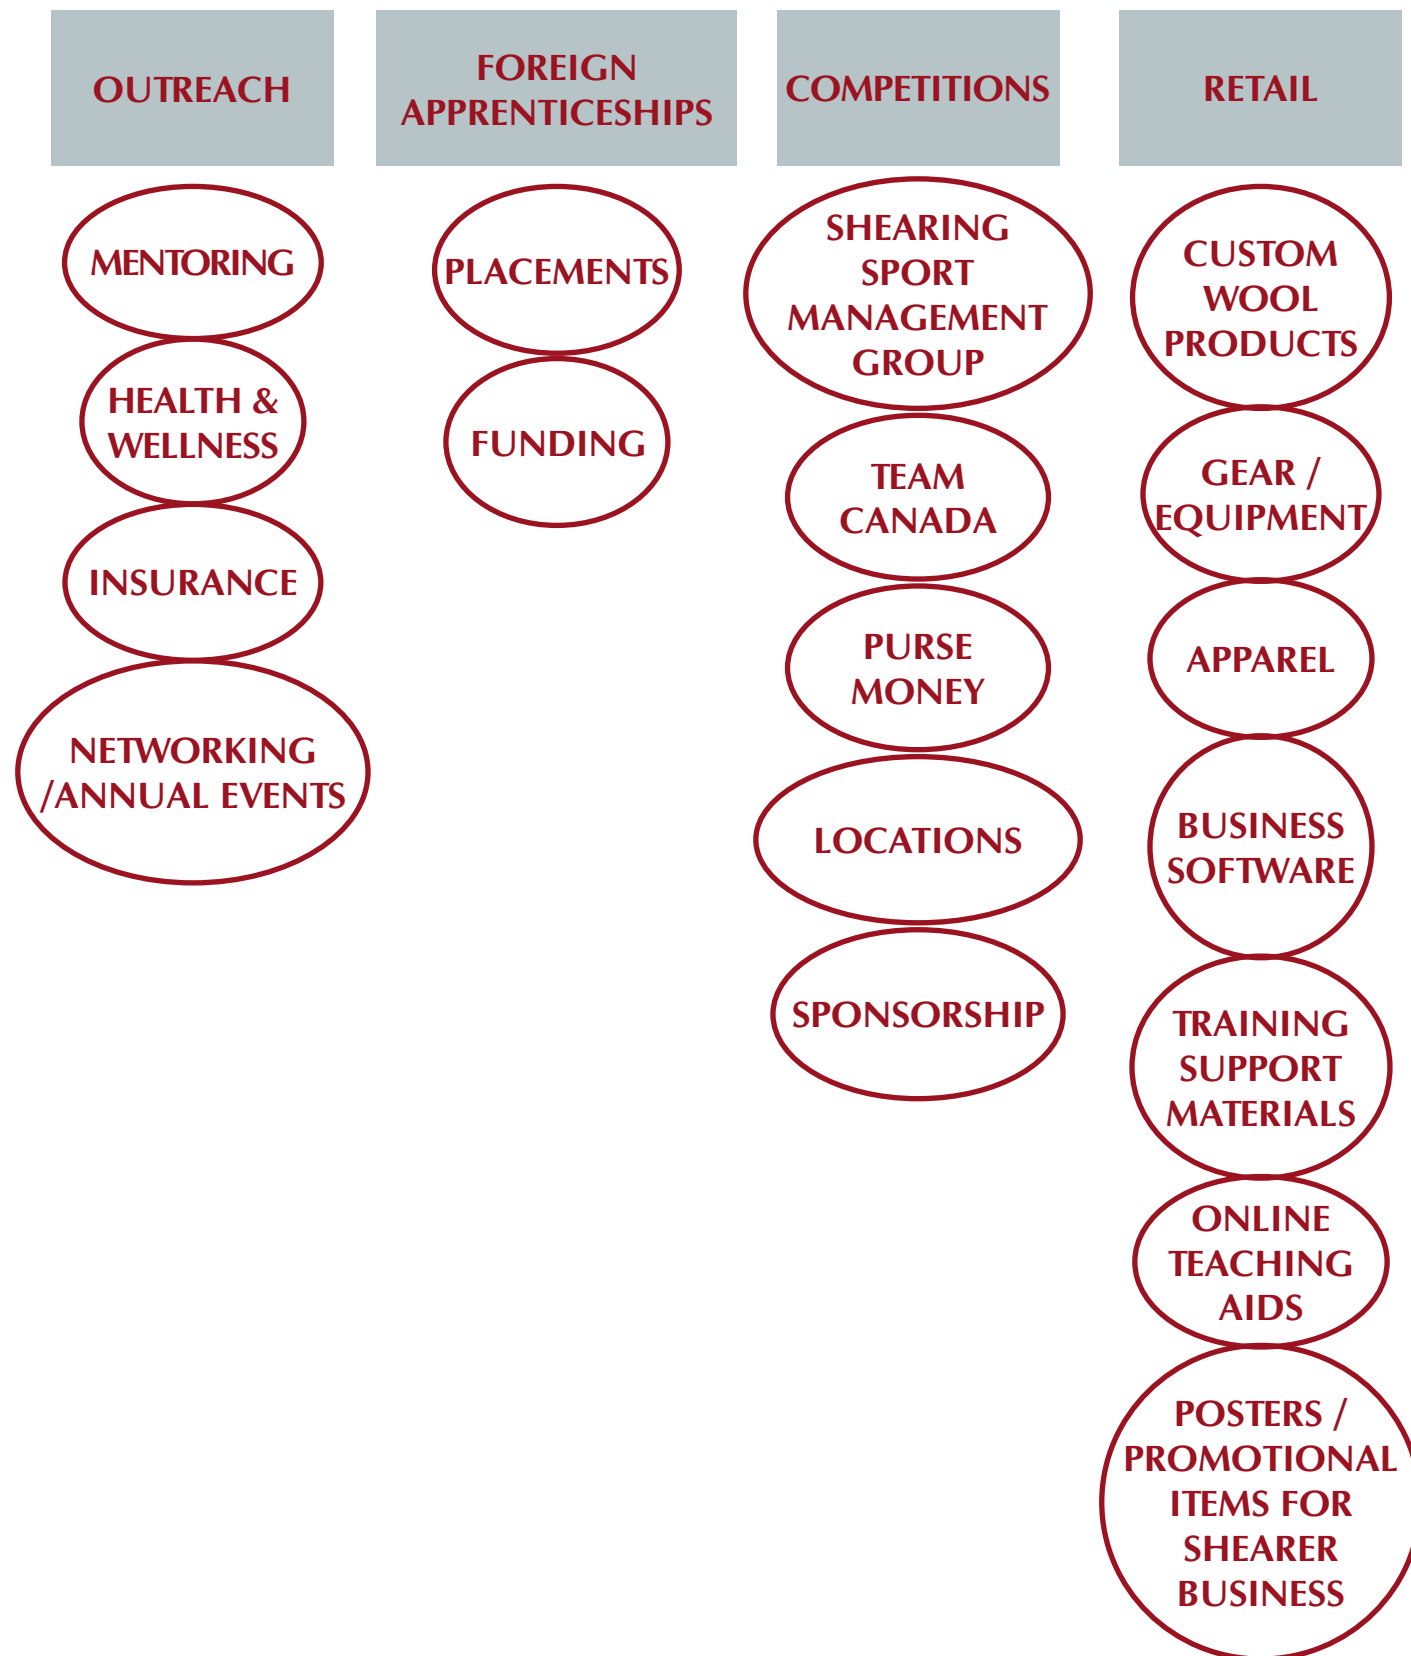 OUTREACH
MENTORING
HEALTH &
WELLNESS
INSURANCE
NETWORKING
/ANNUAL EVENTS
FOREIGN
APPRENTICESHIPS
PLACEMENTS
FUNDING
COMPETITIONS
SHEARING
SPORT
MANAGEMENT
GROUP
TEAM
CANADA
PURSE
MONEY
LOCATIONS
SPONSORSHIP
RETAIL
CUSTOM
WOOL
PRODUCTS
GEAR /
EQUIPMENT
APPAREL
BUSINESS
SOFTWARE
TRAINING
SUPPORT
MATERIALS
ONLINE
TEACHING
AIDS
POSTERS /
PROMOTIONAL
ITEMS FOR
SHEARER
BUSINESS